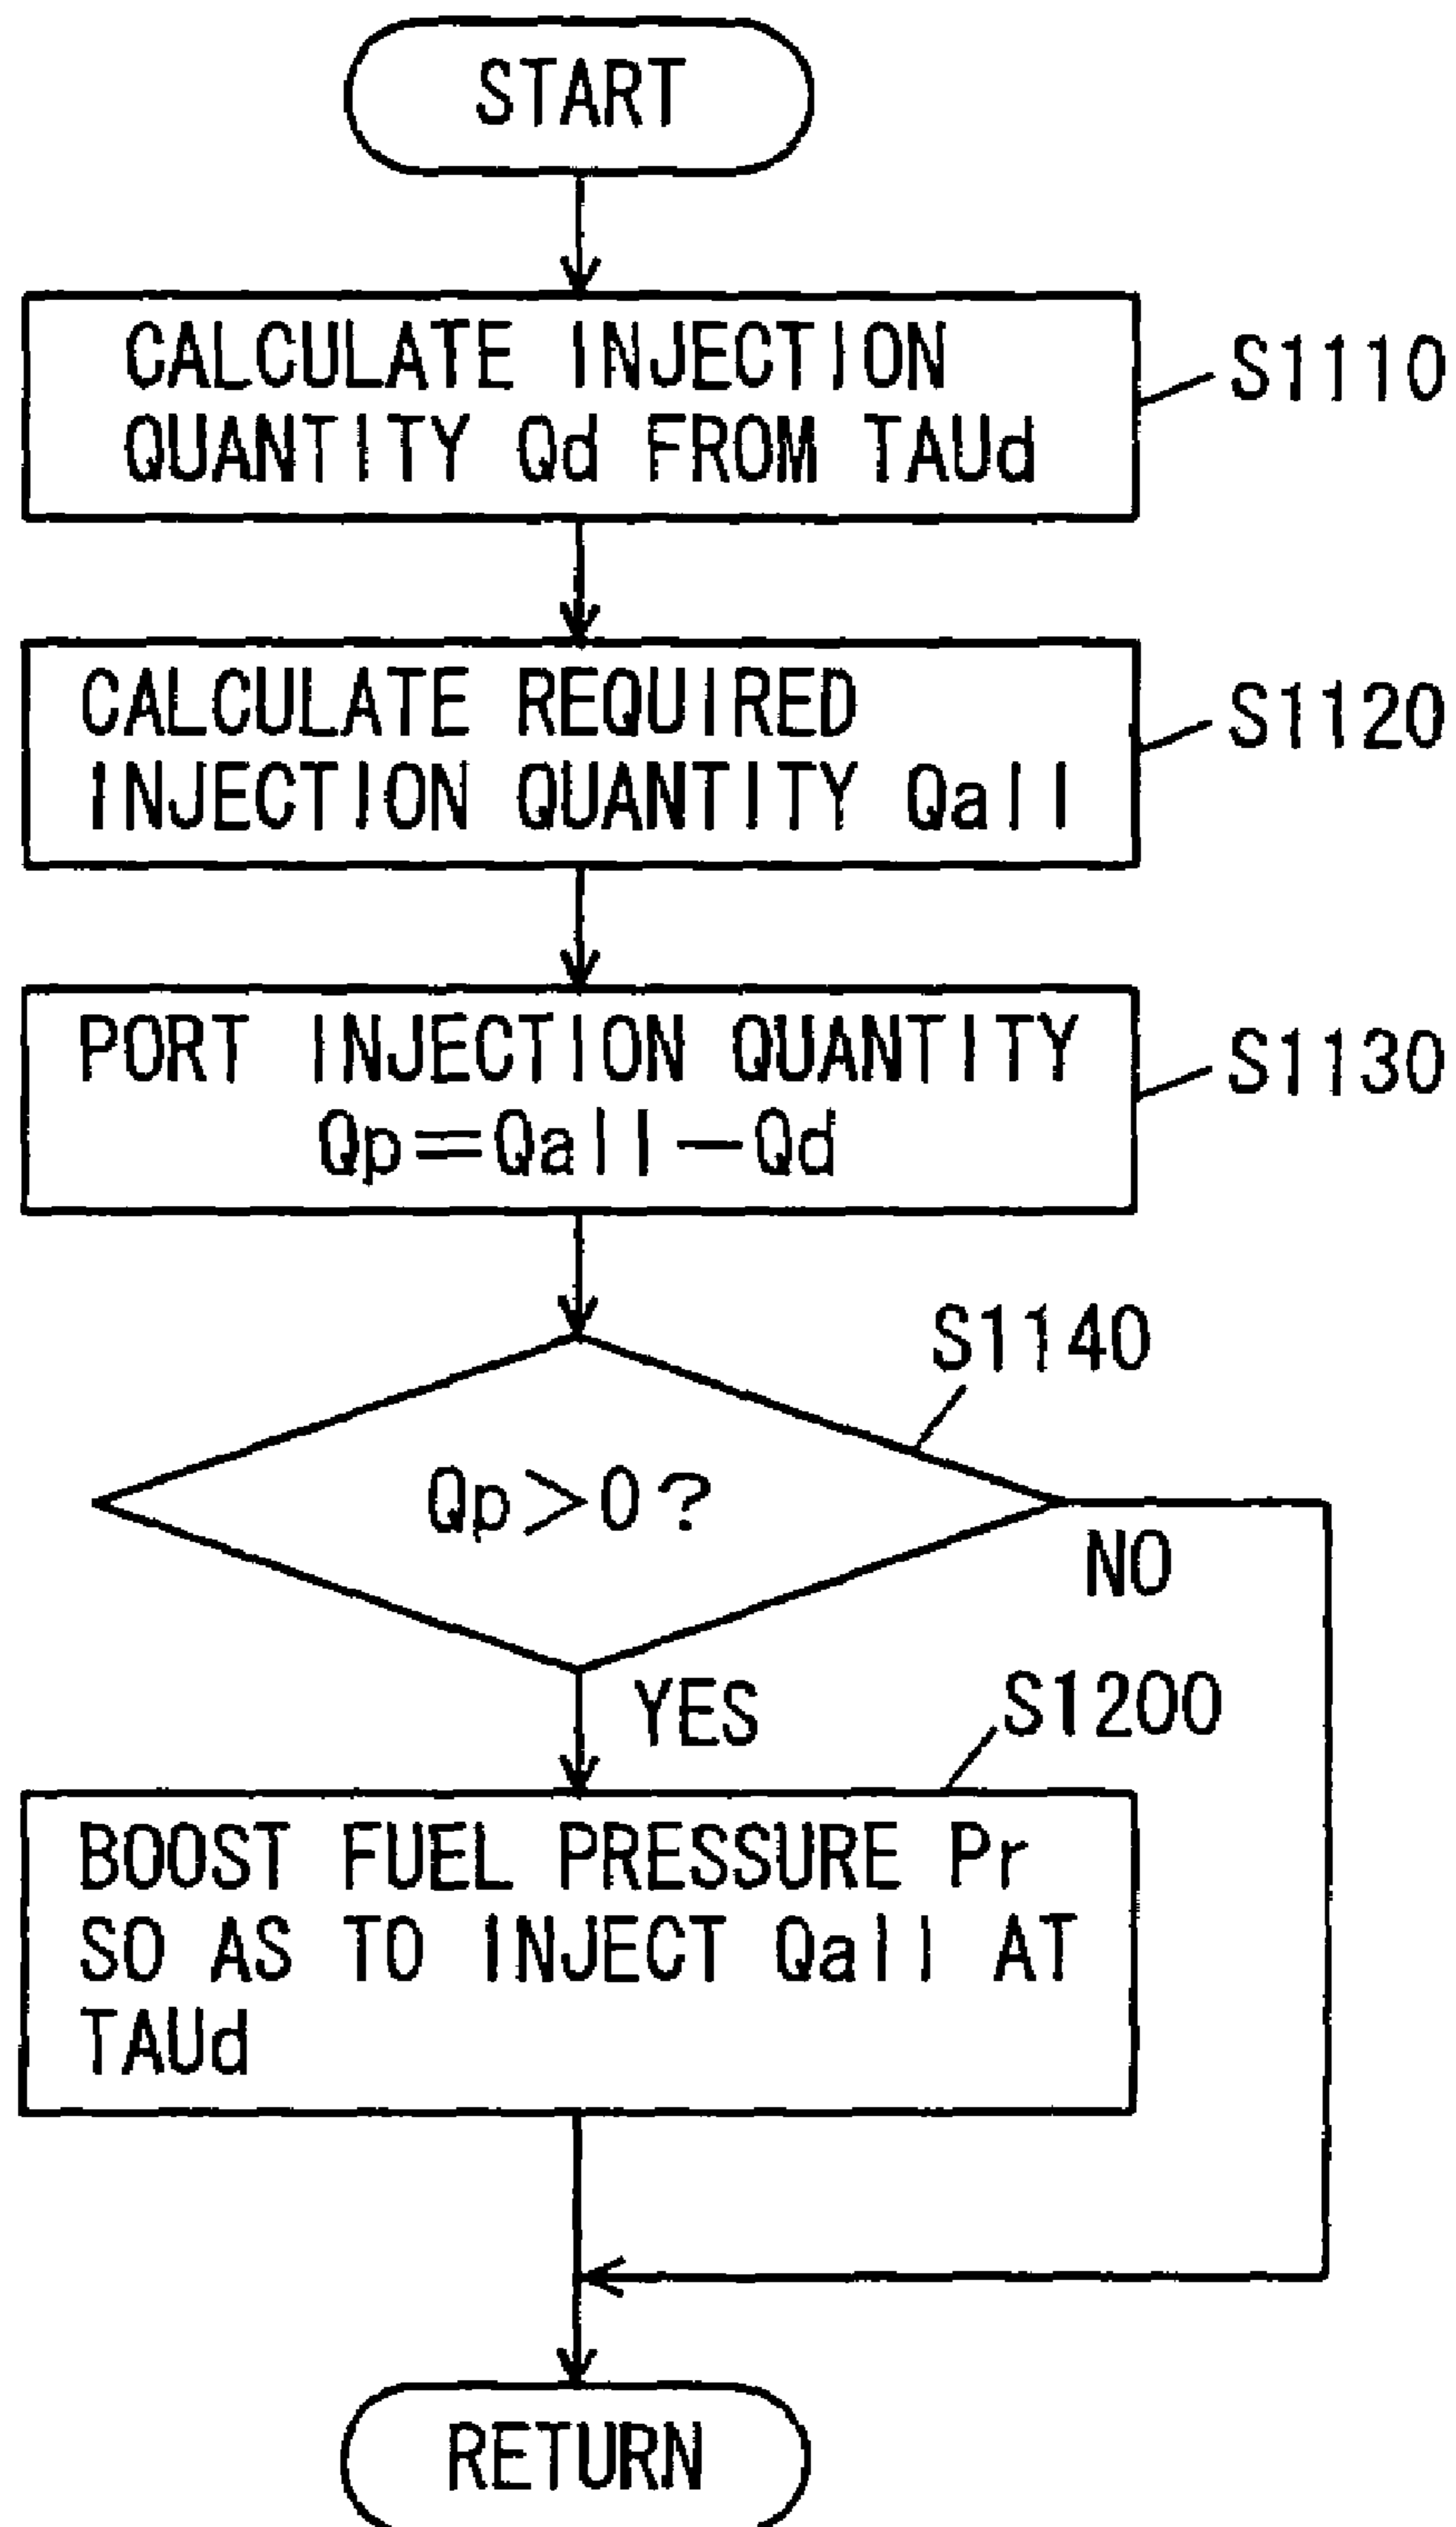 START
CALCULATE INJECTION
QUANTITY Qd FROM TAUd
S1110
CALCULATE REQUIRED
INJECTION QUANTITY Qall
S1120
PORT INJECTION QUANTITY
Qp=Qall-Qd
S1130
S1140
Qp>0?
NO
YES
S1200
BOOST FUEL PRESSURE Pr
SO AS TO INJECT Qall AT
TAUd
RETURN